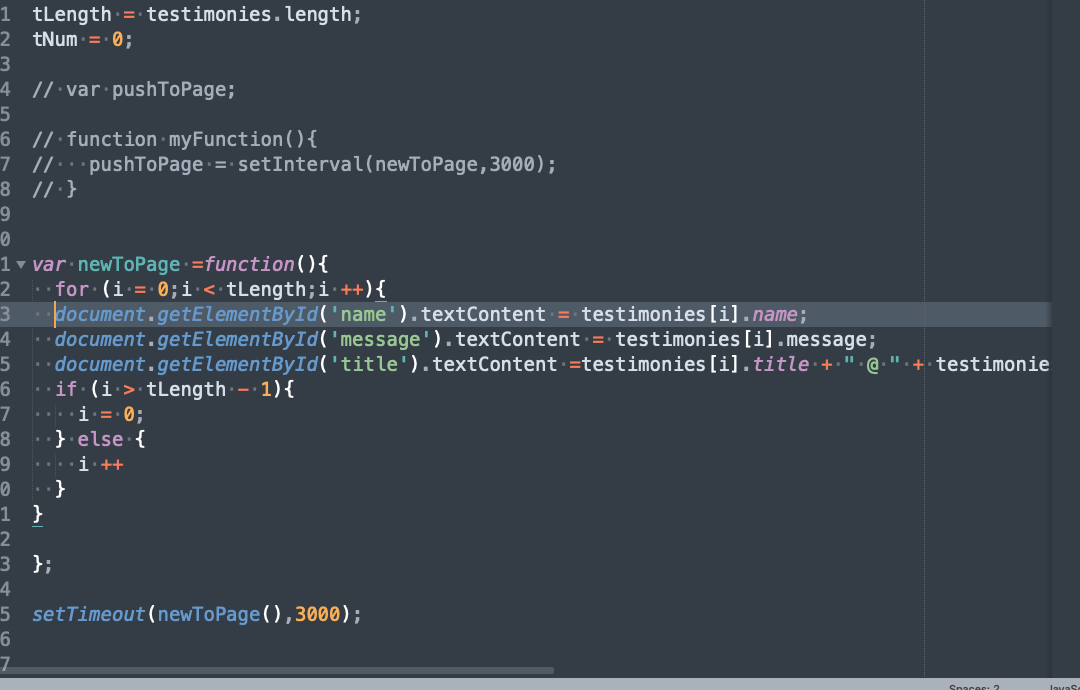 1 tLength = testimonies.length;
2 tNum = 0;
3
4 // var pushToPage;
5
6 // function myFunction(){
7 //   pushToPage = setInterval(newToPage,3000);
8 // }
9
0
1 var newToPage =function(){
2   for (i = 0;i < tLength;i ++){
3   document.getElementById('name').textContent = testimonies[i].name;
4   document.getElementById('message').textContent = testimonies[i].message;
5   document.getElementById('title').textContent =testimonies[i].title + " @ " + testimonie
6   if (i > tLength - 1){
7     i = 0;
8   } else {
9     i ++
0   }
1 }
2
3 };
4
5 setTimeout(newToPage(),3000);
6
7
Spaces: 2 JavaSc